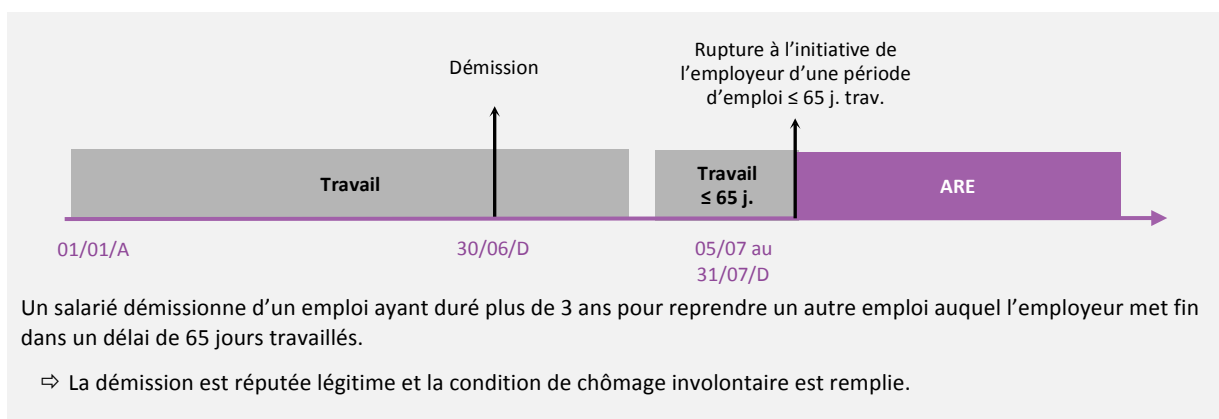 Démission
Rupture à l’initiative de
l’employeur d’une période
d’emploi ≤ 65 j. trav.
Travail
Travail
≤ 65 j.
ARE
01/01/A
30/06/D
05/07 au
31/07/D
Un salarié démissionne d’un emploi ayant duré plus de 3 ans pour reprendre un autre emploi auquel l’employeur met fin
dans un délai de 65 jours travaillés.
⇨ La démission est réputée légitime et la condition de chômage involontaire est remplie.